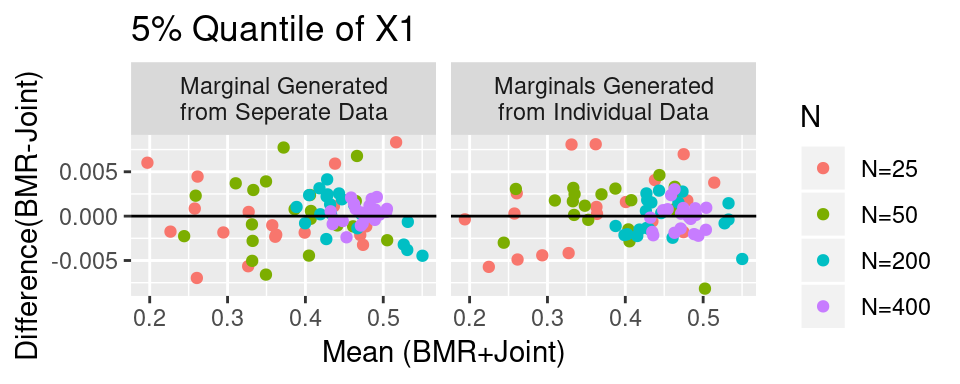 5% Quantile of X1
Marginal Generated
from Seperate Data
Marginals Generated
from Individual Data
Difference(BMR-Joint)
0.005
0.000
-0.005
0.2 0.3 0.4 0.5
0.2 0.3 0.4 0.5
Mean (BMR+Joint)
N
N=25
N=50
N=200
N=400